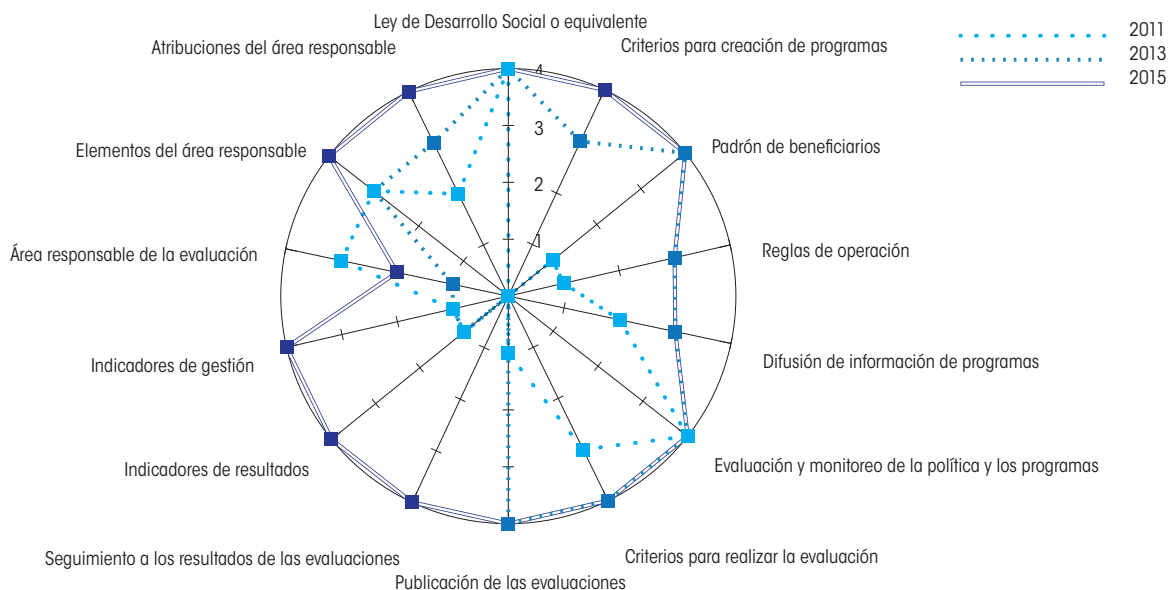 Ley de Desarrollo Social o equivalente
Criterios para creación de programas
Padrón de beneficiarios
Reglas de operación
Difusión de información de programas
Evaluación y monitoreo de la política y los programas
Criterios para realizar la evaluación
Publicación de las evaluaciones
Seguimiento a los resultados de las evaluaciones
Indicadores de resultados
Indicadores de gestión
Área responsable de la evaluación
Elementos del área responsable
Atribuciones del área responsable
4
3
2
1
2011
2013
2015